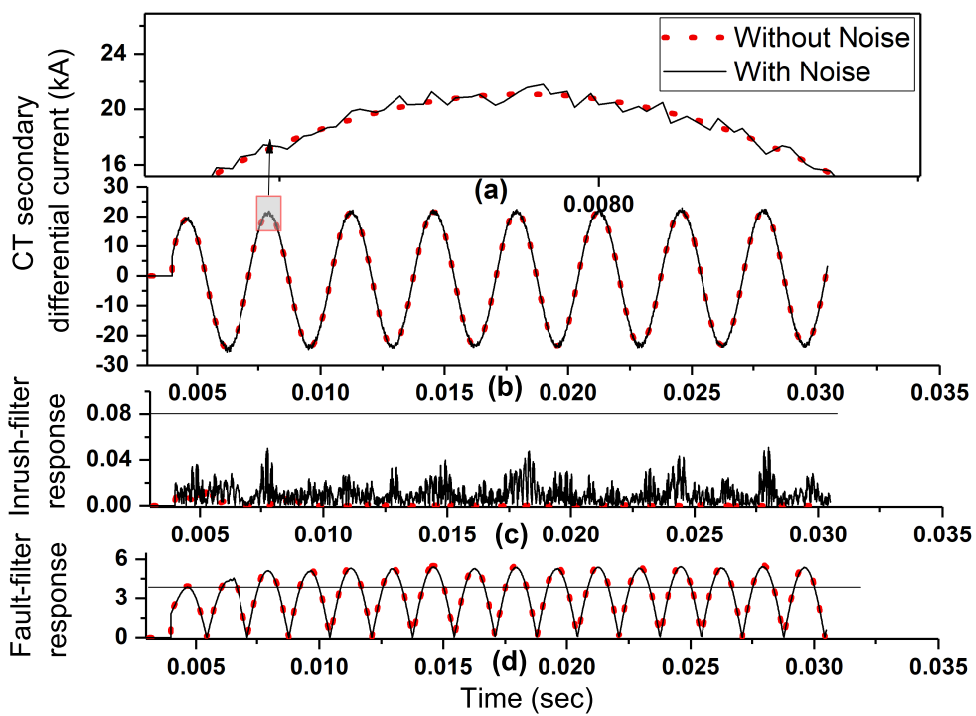 24
20
16
Without Noise
With Noise
CT secondary
differential current (kA)
(a)
0.0080
30
20
10
0
-10
-20
-30
0.005
0.010
0.015
0.020
0.025
0.030
0.035
(b)
Inrush-filter
response
0.08
0.04
0.00
0.005
0.010
0.015
0.020
0.025
0.030
0.035
(c)
Fault-filter
response
6
3
0
0.005
0.010
0.015
0.020
0.025
0.030
0.035
(d)
Time (sec)